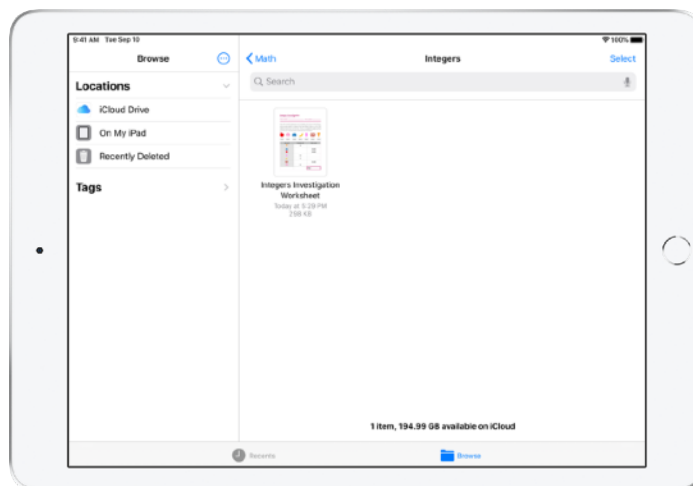 9:41 AM Tue Sep 10
100%
Browse
Math
Integers
Select
Locations
Search
iCloud Drive
On My iPad
Recently Deleted
Tags
Integers Investigation
Worksheet
Today at 5:29 PM
298 KB
1 item, 194.99 GB available on iCloud
Recents
Browse